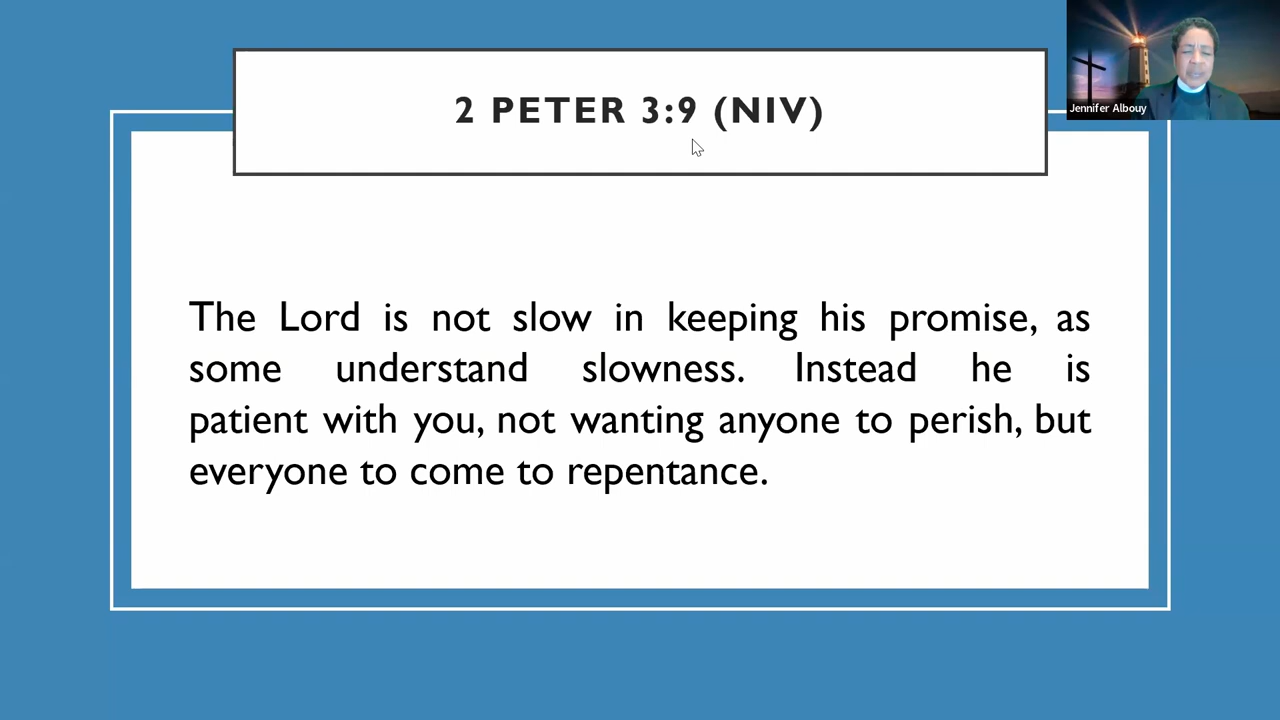 2 PETER 3:9 (NIV)
Jennifer Albouy
The Lord is not slow in keeping his promise, as
some understand slowness. Instead he is
patient with you, not wanting anyone to perish, but
everyone to come to repentance.